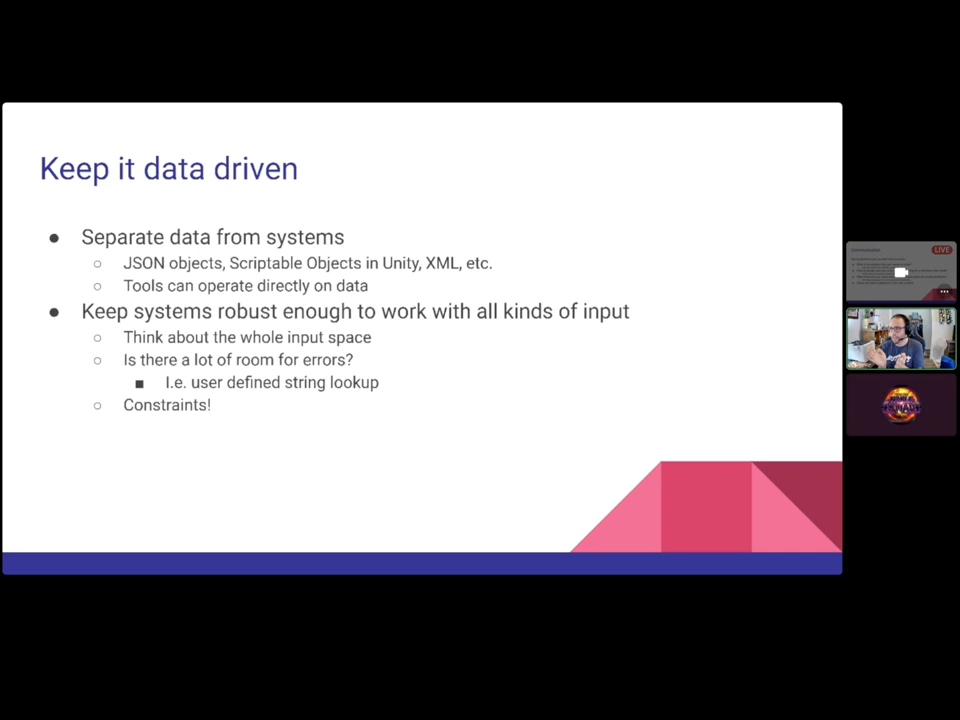 Keep it data driven
● Separate data from systems
○ JSON objects, Scriptable Objects in Unity, XML, etc.
○ Tools can operate directly on data
● Keep systems robust enough to work with all kinds of input
○ Think about the whole input space
○ Is there a lot of room for errors?
■ I.e. user defined string lookup
○ Constraints!
LIVE